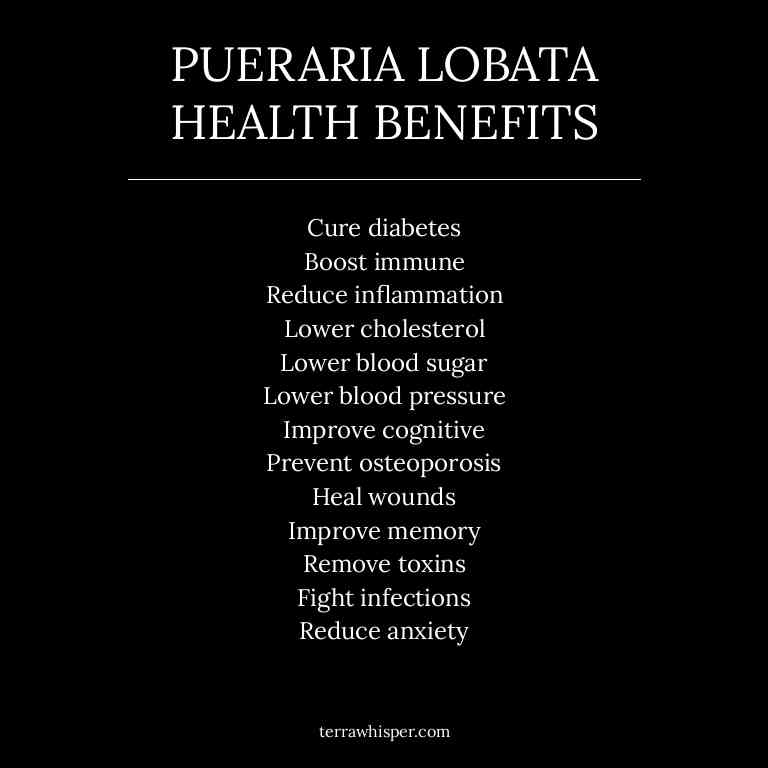 PUERARIA LOBATA
HEALTH BENEFITS
Cure diabetes
Boost immune
Reduce inflammation
Lower cholesterol
Lower blood sugar
Lower blood pressure
Improve cognitive
Prevent osteoporosis
Heal wounds
Improve memory
Remove toxins
Fight infections
Reduce anxiety
terrawhisper.com